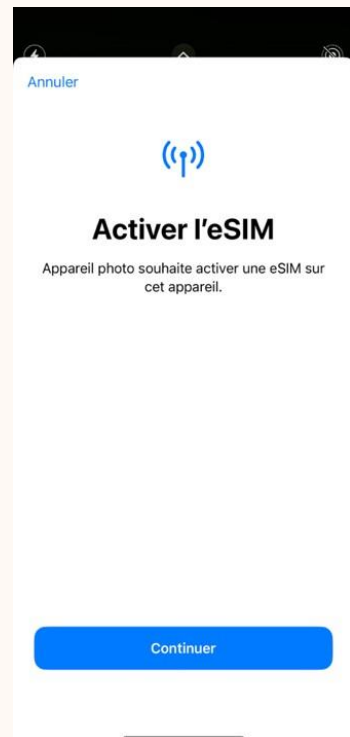 Annuler
Activer l’eSIM
Appareil photo souhaite activer une eSIM sur
cet appareil.
Continuer